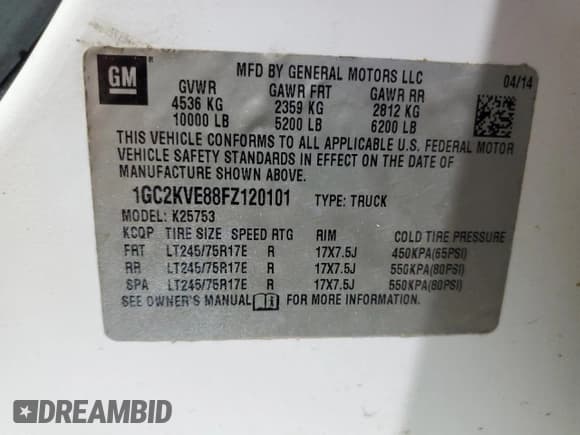 GM ®
MFD BY GENERAL MOTORS LLC
04/14
GVWR GAWR FRT GAWR RR
4536 KG 2359 KG 2812 KG
10000 LB 5200 LB 6200 LB
THIS VEHICLE CONFORMS TO ALL APPLICABLE U.S. FEDERAL MOTOR
VEHICLE SAFETY STANDARDS IN EFFECT ON THE DATE OF
MANUFACTURE SHOWN ABOVE.
1GC2KVE88FZ120101 TYPE: TRUCK
MODEL: K25753
KCQP TIRE SIZE SPEED RTG RIM COLD TIRE PRESSURE
FRT LT245/75R17E R 17X7.5J 450KPA(65PSI)
RR LT245/75R17E R 17X7.5J 550KPA(80PSI)
SPA LT245/75R17E R 17X7.5J 550KPA(80PSI)
SEE OWNER'S MANUAL FOR MORE INFORMATION.
DREAMBID
DREAMBID